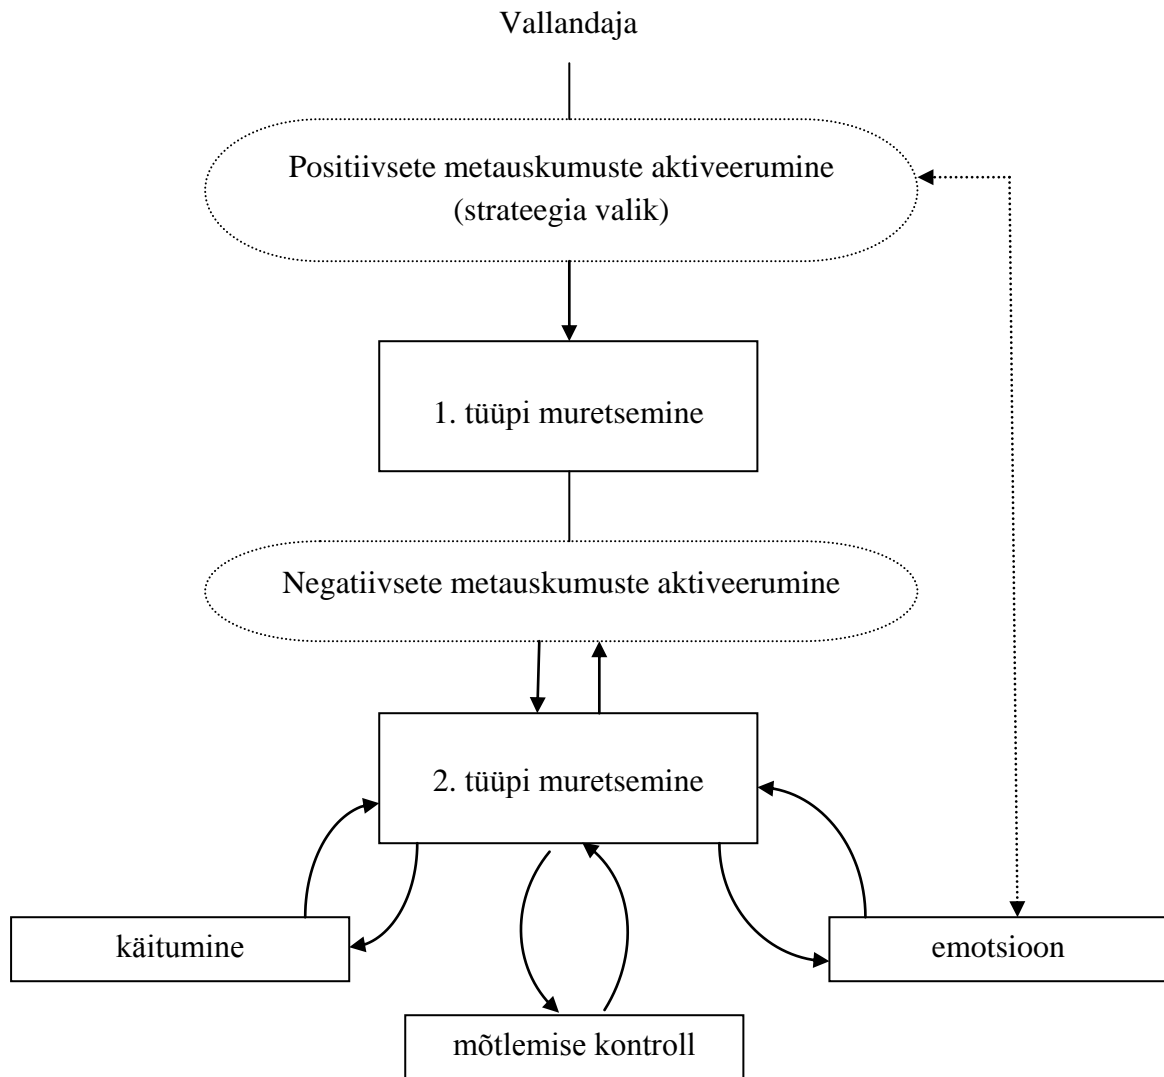 Vallandaja
Positiivsete metauskumuste aktiveerumine
(strateegia valik)
1. tüüpi muretsemine
Negatiivsete metauskumuste aktiveerumine
2. tüüpi muretsemine
käitumine
emotsioon
mõtlemise kontroll